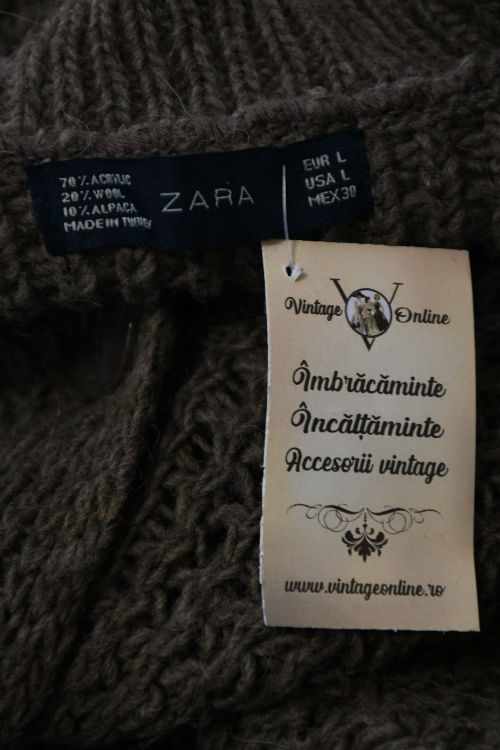 70% ACRYLIC
20% WOOL
10% ALPACA
MADE IN TURKEY
ZARA
EUR L
USA L
MEX 30
Vintage Online
Îmbrăcăminte
Încălțăminte
Accesorii vintage
www.vintageonline.ro